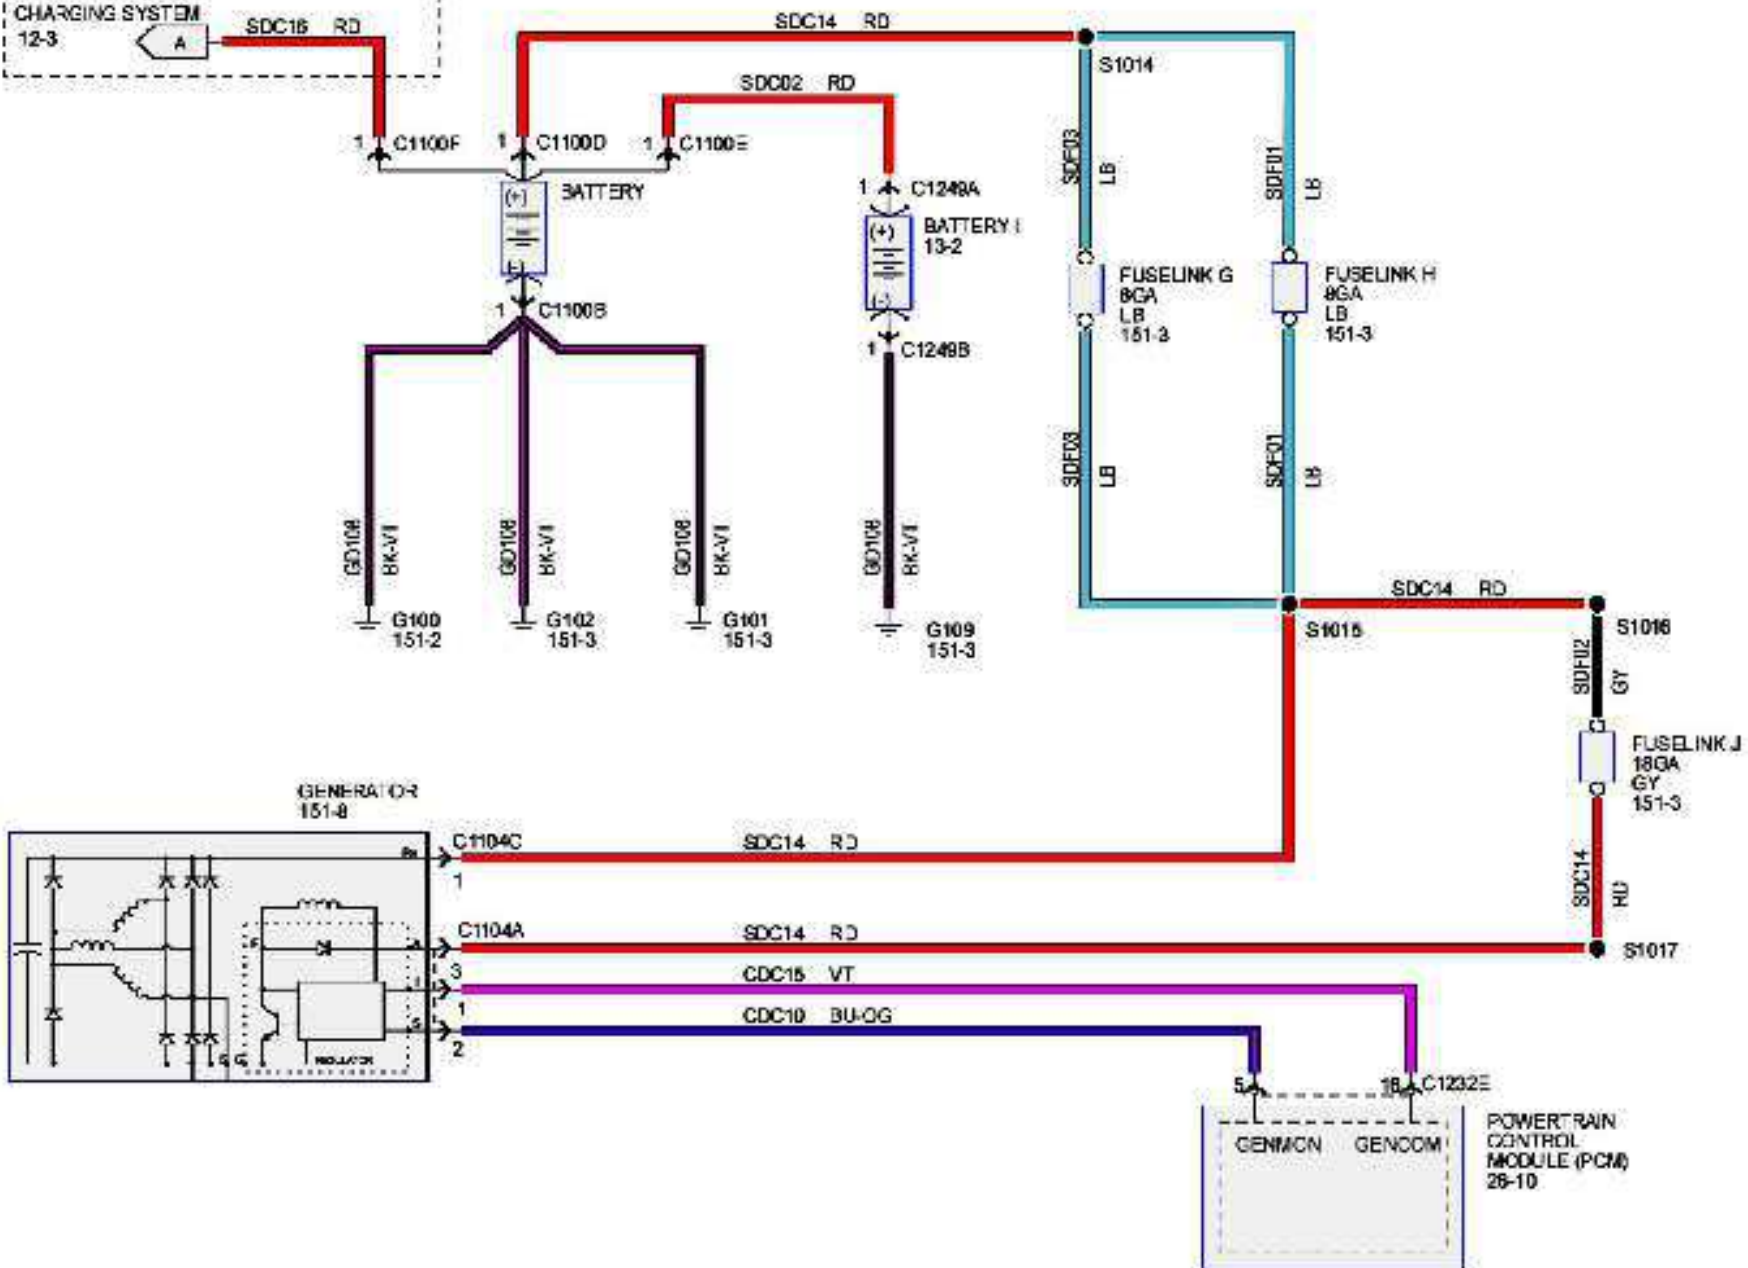 CHARGING SYSTEM
12-3
A
SDC16 RD
SDC14 RD
S1014
SDC02 RD
1 C1100F
1 C1100D
1 C1100E
BATTERY
(+)
(-)
1 C1100B
1 C1249A
BATTERY
13-2
(+)
(-)
1 C1249B
SDF03
LB
SDF01
LB
FUSELINK G
LB
151-3
FUSELINK H
8GA
LB
151-3
SDF03
LB
SDF01
LB
GD108
BK-VT
GD108
BK-VT
GD108
BK-VT
GD108
BK-VT
G100
151-2
G102
151-3
G101
151-3
G109
151-3
SDC14 RD
S1015
S1016
SDF02
GY
FUSELINK J
18GA
GY
151-3
GENERATOR
151-8
C1104C
1
SDC14 RD
SDC14
RD
C1104A
SDC14 RD
S1017
3
CDC15 VT
1
CDC10 BU-OG
2
REGULATOR
5
16
C1232E
GENMON GENCOM
POWERTRAIN
CONTROL
MODULE (PCM)
26-10